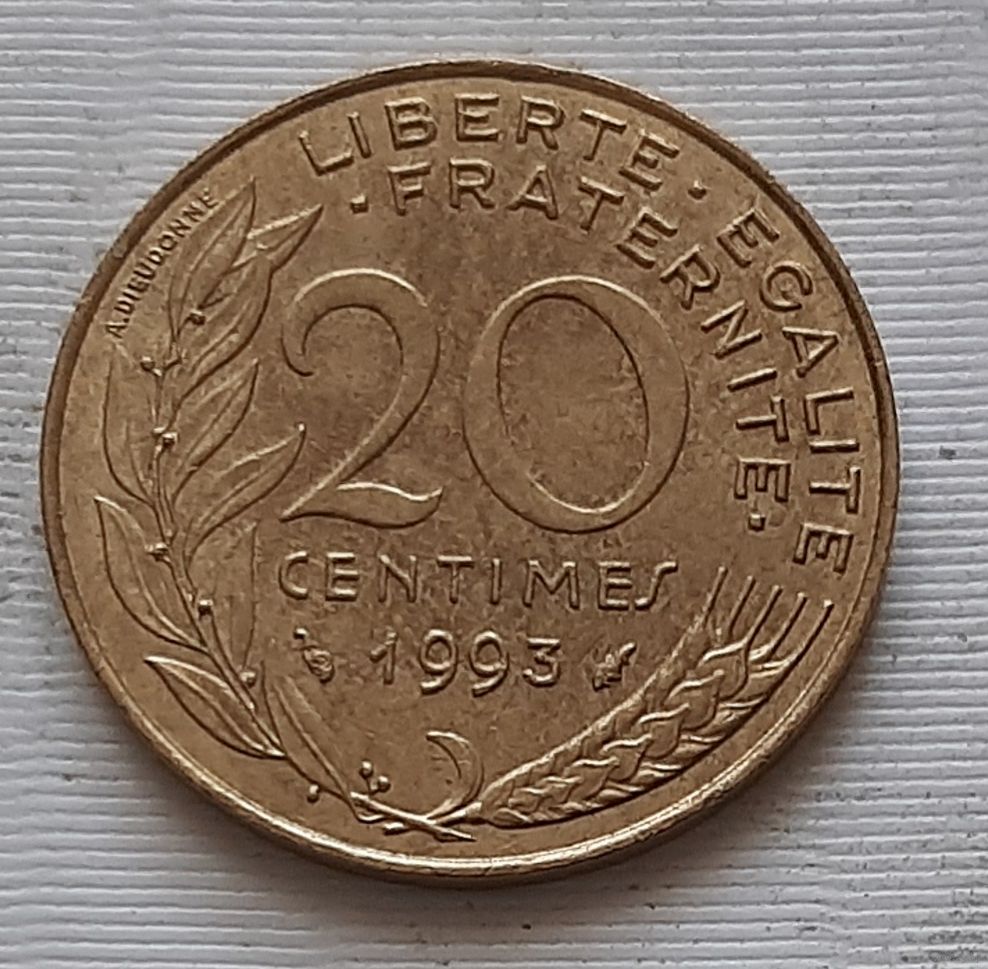 LIBERTE · EGALITE
· FRATERNITE ·
A.DIEUDONNE
20
CENTIMES
1993